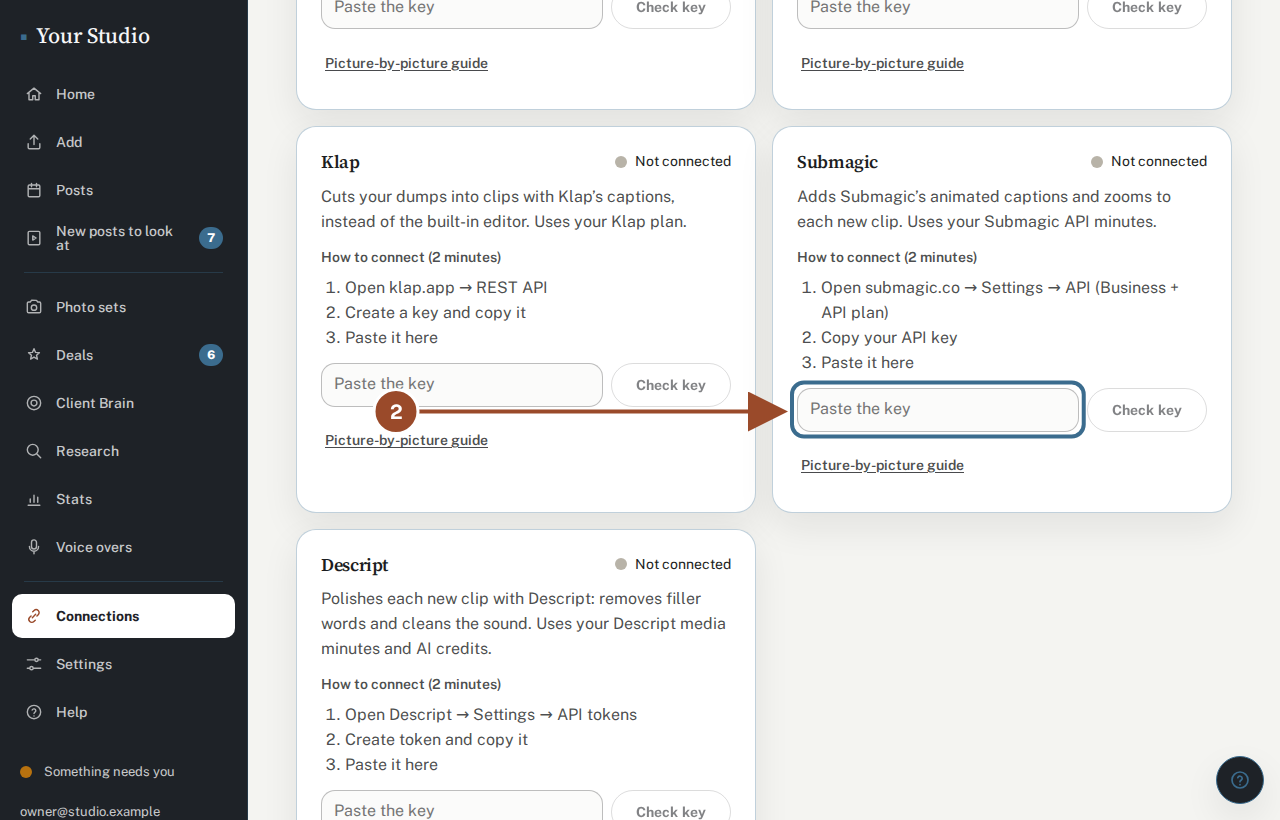 Your Studio
Home
Add
Posts
New posts to look at
7
Photo sets
Deals
6
Client Brain
Research
Stats
Voice overs
Connections
Settings
Help
Something needs you
owner@studio.example
Paste the key
Check key
Picture-by-picture guide
Paste the key
Check key
Picture-by-picture guide
Klap
Not connected
Cuts your dumps into clips with Klap’s captions,
instead of the built-in editor. Uses your Klap plan.
How to connect (2 minutes)
1. Open klap.app → REST API
2. Create a key and copy it
3. Paste it here
Paste the key
Check key
2
Picture-by-picture guide
Submagic
Not connected
Adds Submagic’s animated captions and zooms to
each new clip. Uses your Submagic API minutes.
How to connect (2 minutes)
1. Open submagic.co → Settings → API (Business +
API plan)
2. Copy your API key
3. Paste it here
Paste the key
Check key
Picture-by-picture guide
Descript
Not connected
Polishes each new clip with Descript: removes filler
words and cleans the sound. Uses your Descript media
minutes and AI credits.
How to connect (2 minutes)
1. Open Descript → Settings → API tokens
2. Create token and copy it
3. Paste it here
Paste the key
Check key